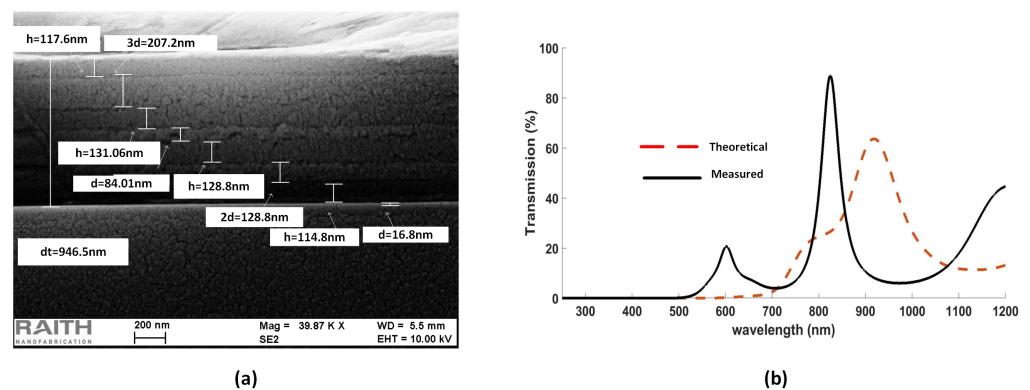 h=117.6nm
3d=207.2nm
h=131.06nm
d=84.01nm
h=128.8nm
2d=128.8nm
h=114.8nm
d=16.8nm
dt=946.5nm
RAITH
NANOFABRICATION
200 nm
Mag = 39.87 K X
WD = 5.5 mm
SE2
EHT = 10.00 kV
(a)
Transmission (%)
100
80
60
40
20
0
Theoretical
Measured
300 400 500 600 700 800 900 1000 1100 1200
wavelength (nm)
(b)